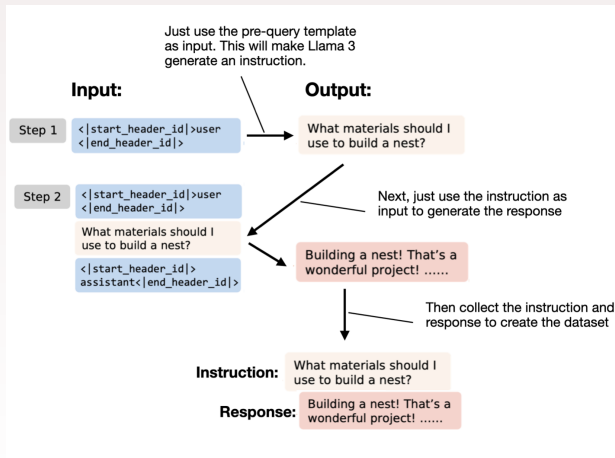 Just use the pre-query template
as input. This will make Llama 3
generate an instruction.
Input:
Output:
Step 1
<|start_header_id|>user
<|end_header_id|>
What materials should I
use to build a nest?
Step 2
<|start_header_id|>user
<|end_header_id|>
What materials should I
use to build a nest?
<|start_header_id|>
assistant<|end_header_id|>
Next, just use the instruction as
input to generate the response
Building a nest! That's a
wonderful project! ......
Then collect the instruction and
response to create the dataset
Instruction:
What materials should I
use to build a nest?
Response:
Building a nest! That's a
wonderful project! ......